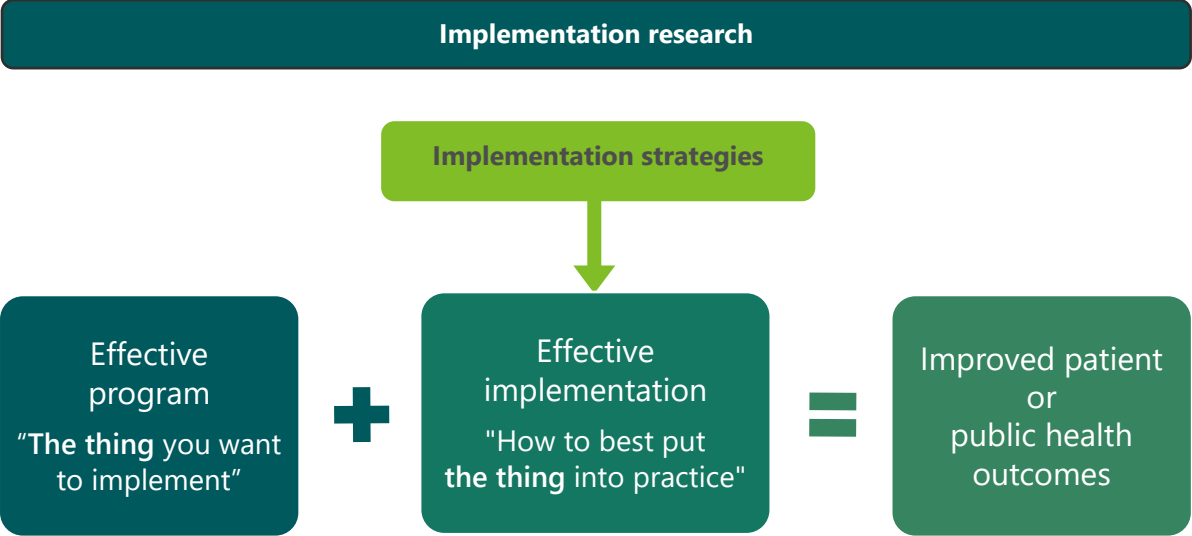 Implementation research
Implementation strategies
Effective
program
“The thing you want
to implement”
Effective
implementation
"How to best put
the thing into practice"
Improved patient
or
public health
outcomes